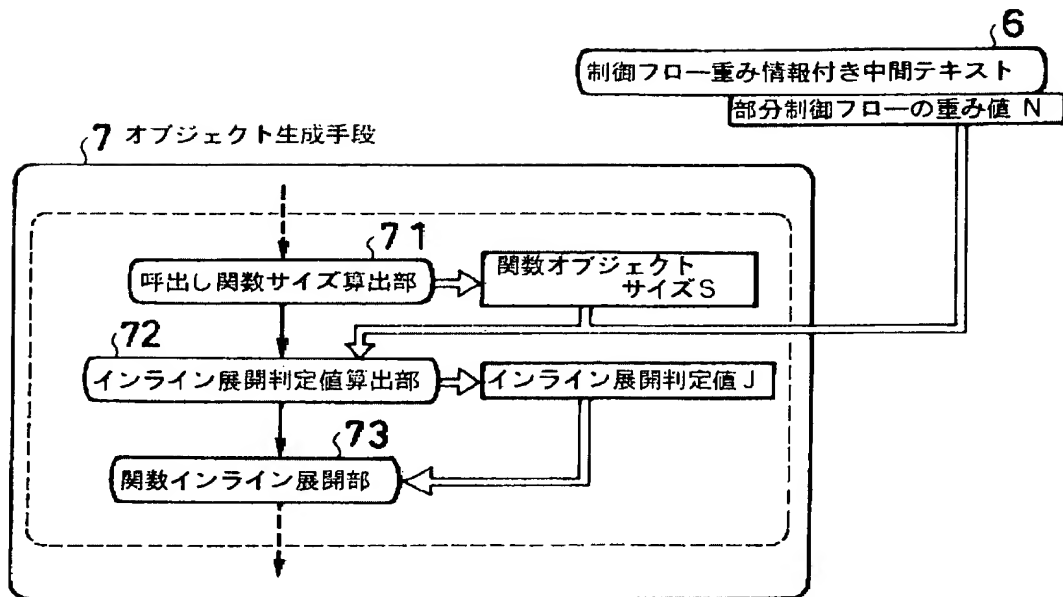 6
制御フロー重み情報付き中間テキスト
部分制御フローの重み値 N
7 オブジェクト生成手段
71
呼出し関数サイズ算出部
関数オブジェクト
サイズS
72
インライン展開判定値算出部
インライン展開判定値J
73
関数インライン展開部